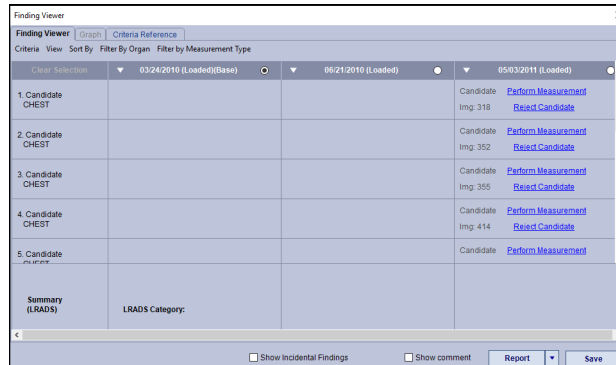 Finding Viewer
Finding Viewer Graph Criteria Reference
Criteria View Sort By Filter By Organ Filter by Measurement Type
Clear Selection 03/24/2010 (Loaded)(Base) 06/21/2010 (Loaded) 05/03/2011 (Loaded)
1. Candidate
CHEST
Candidate Perform Measurement
Img: 318 Reject Candidate
2. Candidate
CHEST
Candidate Perform Measurement
Img: 352 Reject Candidate
3. Candidate
CHEST
Candidate Perform Measurement
Img: 355 Reject Candidate
4. Candidate
CHEST
Candidate Perform Measurement
Img: 414 Reject Candidate
5. Candidate
CHEST
Candidate Perform Measurement
Summary
(LRADS)
LRADS Category:
Show Incidental Findings Show comment Report Save